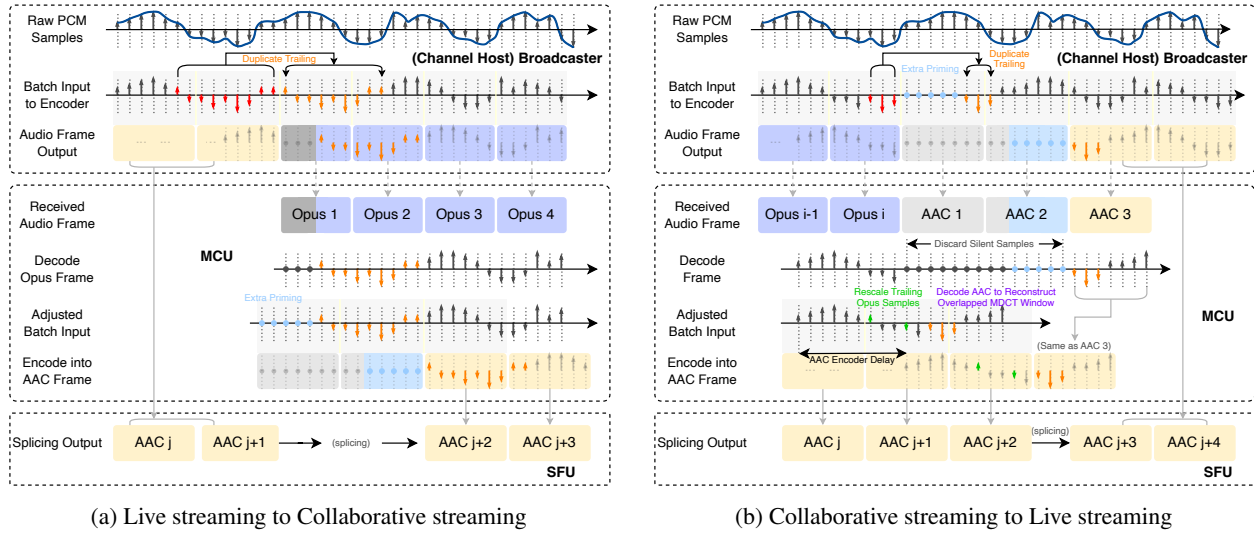 Raw PCM
Samples
(Channel Host) Broadcaster
Duplicate Trailing
Batch Input
to Encoder
Audio Frame
Output
... ...
... ...
Received
Audio Frame
Opus 1
Opus 2
Opus 3
Opus 4
MCU
Decode
Opus Frame
Extra Priming
Adjusted
Batch Input
Encode into
AAC Frame
Splicing Output
AAC j
AAC j+1
(splicing)
AAC j+2
AAC j+3
SFU
(a) Live streaming to Collaborative streaming
Raw PCM
Samples
(Channel Host) Broadcaster
Duplicate
Trailing
Extra Priming
Batch Input
to Encoder
Audio Frame
Output
... ...
Received
Audio Frame
Opus i-1
Opus i
AAC 1
AAC 2
AAC 3
Discard Silent Samples
Decode
Frame
Rescale Trailing
Opus Samples
Decode AAC to Reconstruct
Overlapped MDCT Window
MCU
Adjusted
Batch Input
(Same as AAC 3)
AAC Encoder Delay
Encode into
AAC Frame
... ...
...
Splicing Output
AAC j
AAC j+1
AAC j+2
(splicing)
AAC j+3
AAC j+4
SFU
(b) Collaborative streaming to Live streaming